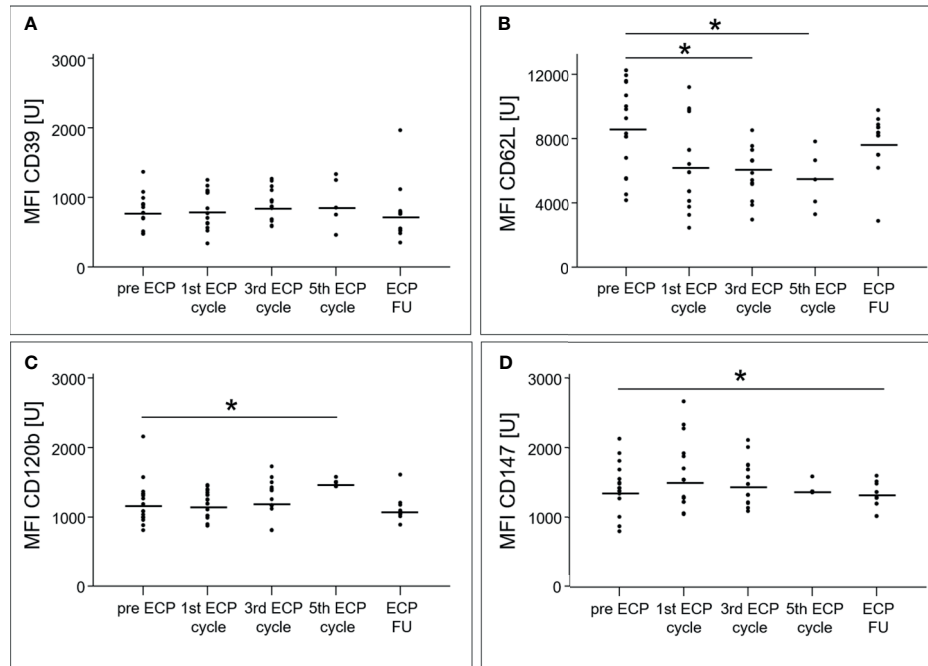 A
MFI CD39 [U]
3000
2000
1000
0
pre ECP
1st ECP
cycle
3rd ECP
cycle
5th ECP
cycle
ECP
FU
B
*
*
MFI CD62L [U]
12000
8000
4000
0
pre ECP
1st ECP
cycle
3rd ECP
cycle
5th ECP
cycle
ECP
FU
C
*
MFI CD120b [U]
3000
2000
1000
0
pre ECP
1st ECP
cycle
3rd ECP
cycle
5th ECP
cycle
ECP
FU
D
*
MFI CD147 [U]
3000
2000
1000
0
pre ECP
1st ECP
cycle
3rd ECP
cycle
5th ECP
cycle
ECP
FU